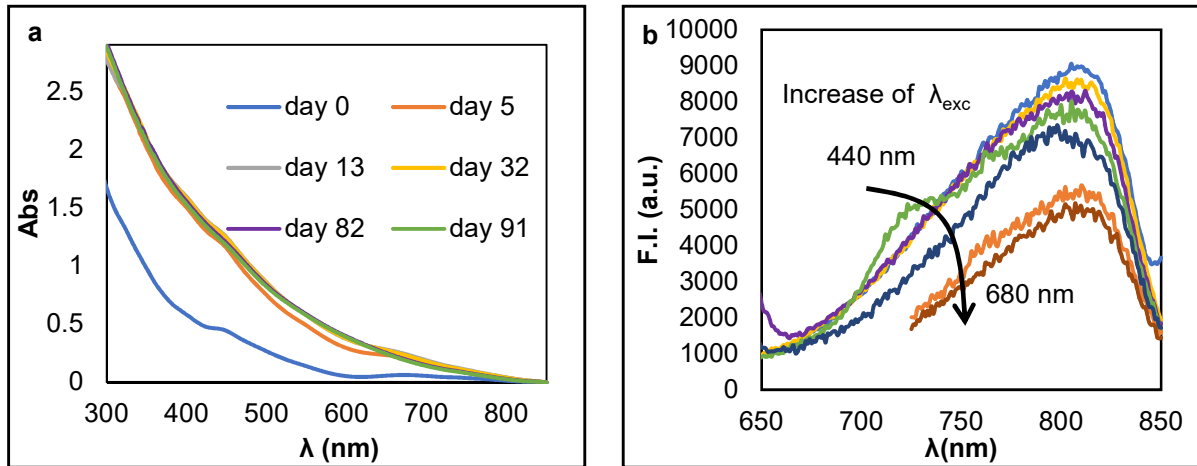 a
Abs
2.5
2
1.5
1
0.5
0
day 0
day 5
day 13
day 32
day 82
day 91
300 400 500 600 700 800
λ (nm)
b
F.I. (a.u.)
10000
9000
8000
7000
6000
5000
4000
3000
2000
1000
0
Increase of λexc
440 nm
680 nm
650 700 750 800 850
λ(nm)